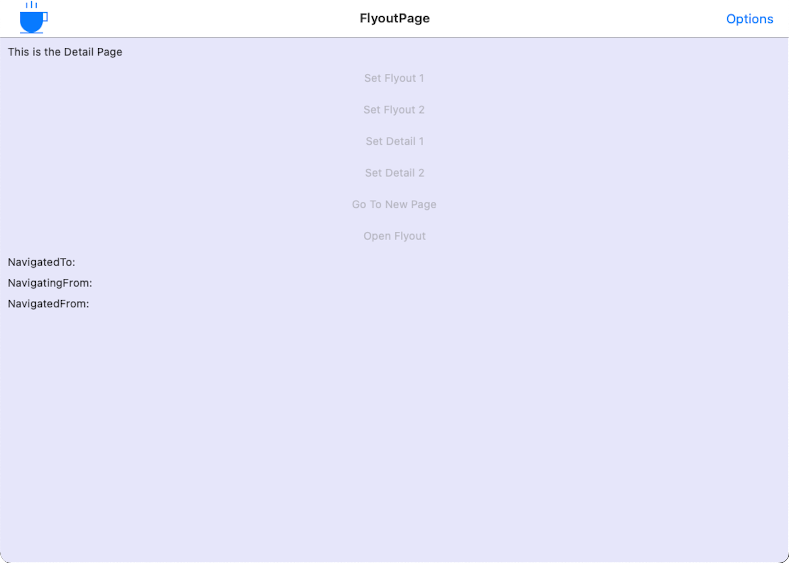 FlyoutPage
Options
This is the Detail Page
Set Flyout 1
Set Flyout 2
Set Detail 1
Set Detail 2
Go To New Page
Open Flyout
NavigatedTo:
NavigatingFrom:
NavigatedFrom: